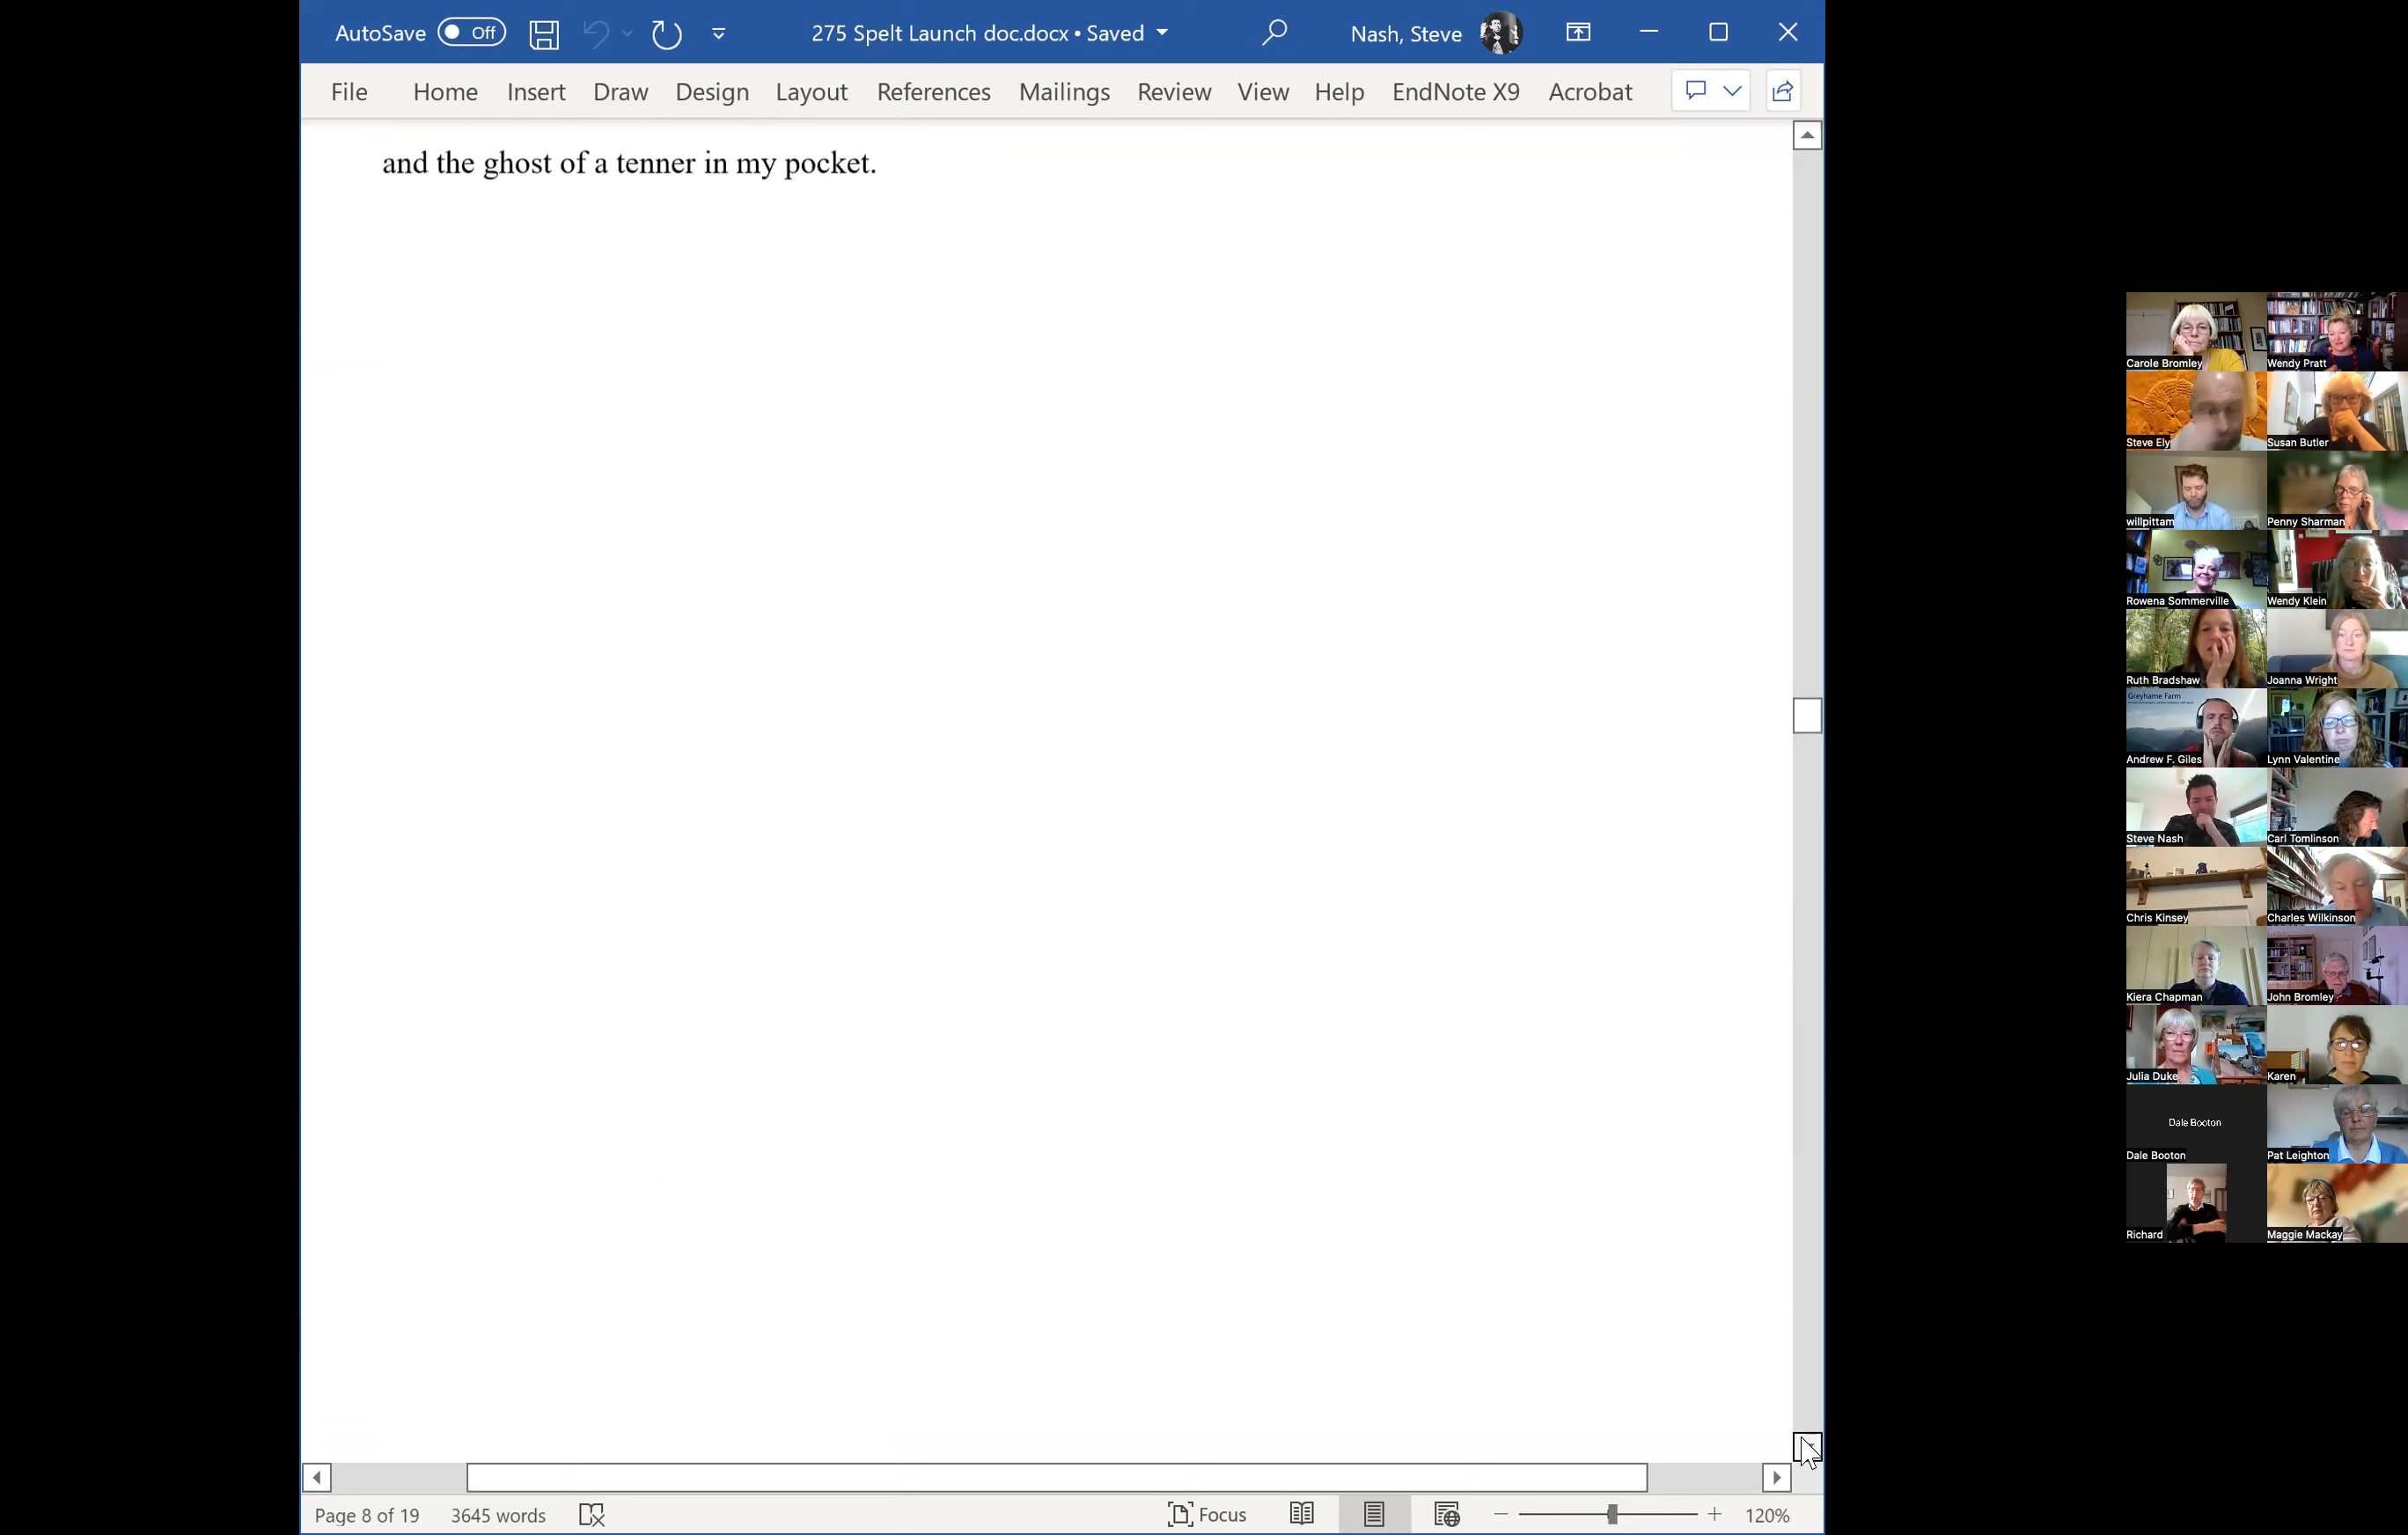 AutoSave Off 275 Spelt Launch doc.docx • Saved Nash, Steve
File Home Insert Draw Design Layout References Mailings Review View Help EndNote X9 Acrobat
and the ghost of a tenner in my pocket.
Page 8 of 19 3645 words Focus 120%
Carole Bromley Wendy Pratt
Steve Ely Susan Butler
willpittam Penny Sharman
Rowena Sommerville Wendy Klein
Ruth Bradshaw Joanna Wright
Greyhame Farm
Andrew F. Giles Lynn Valentine
Steve Nash Carl Tomlinson
Chris Kinsey Charles Wilkinson
Kiera Chapman John Bromley
Julia Duke Karen
Dale Booton
Dale Booton Pat Leighton
Richard Maggie Mackay